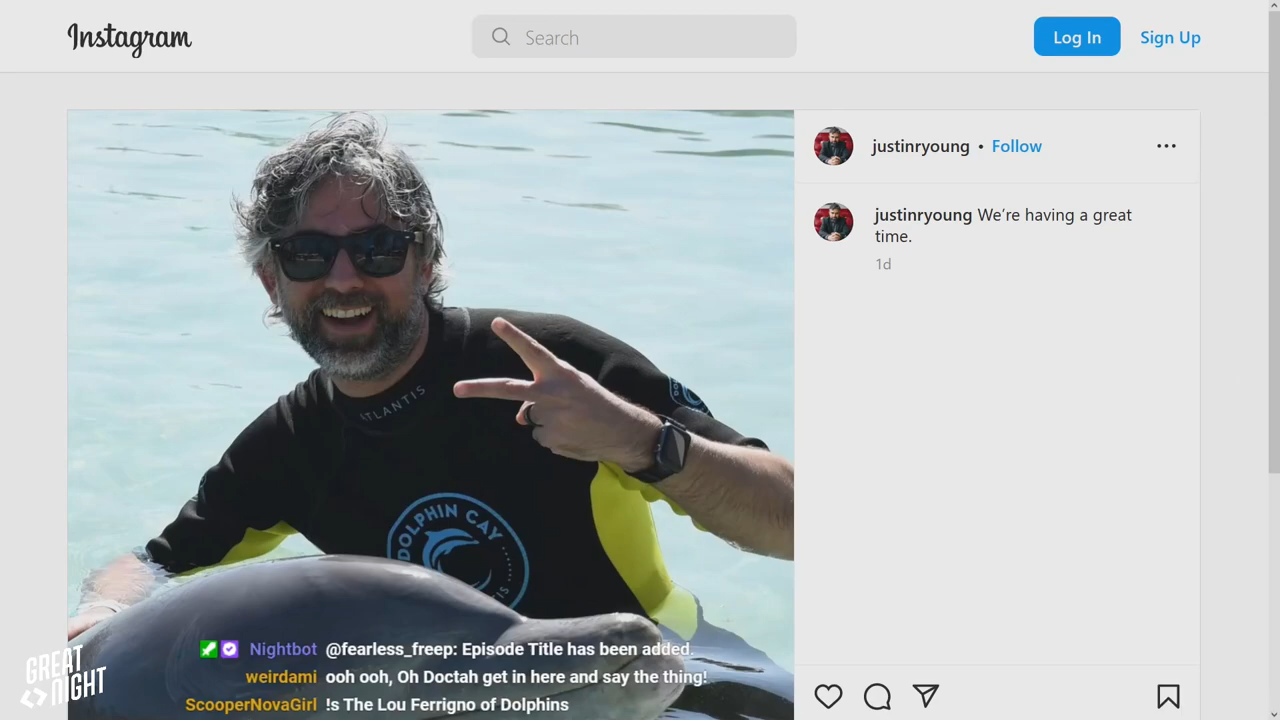 Instagram
Search
Log In
Sign Up
justinryoung • Follow
justinryoung We’re having a great
time.
1d
ATLANTIS
DOLPHIN CAY
Nightbot @fearless_freep: Episode Title has been added.
weirdami ooh ooh, Oh Doctah get in here and say the thing!
ScooperNovaGirl !s The Lou Ferrigno of Dolphins
GREAT
NIGHT